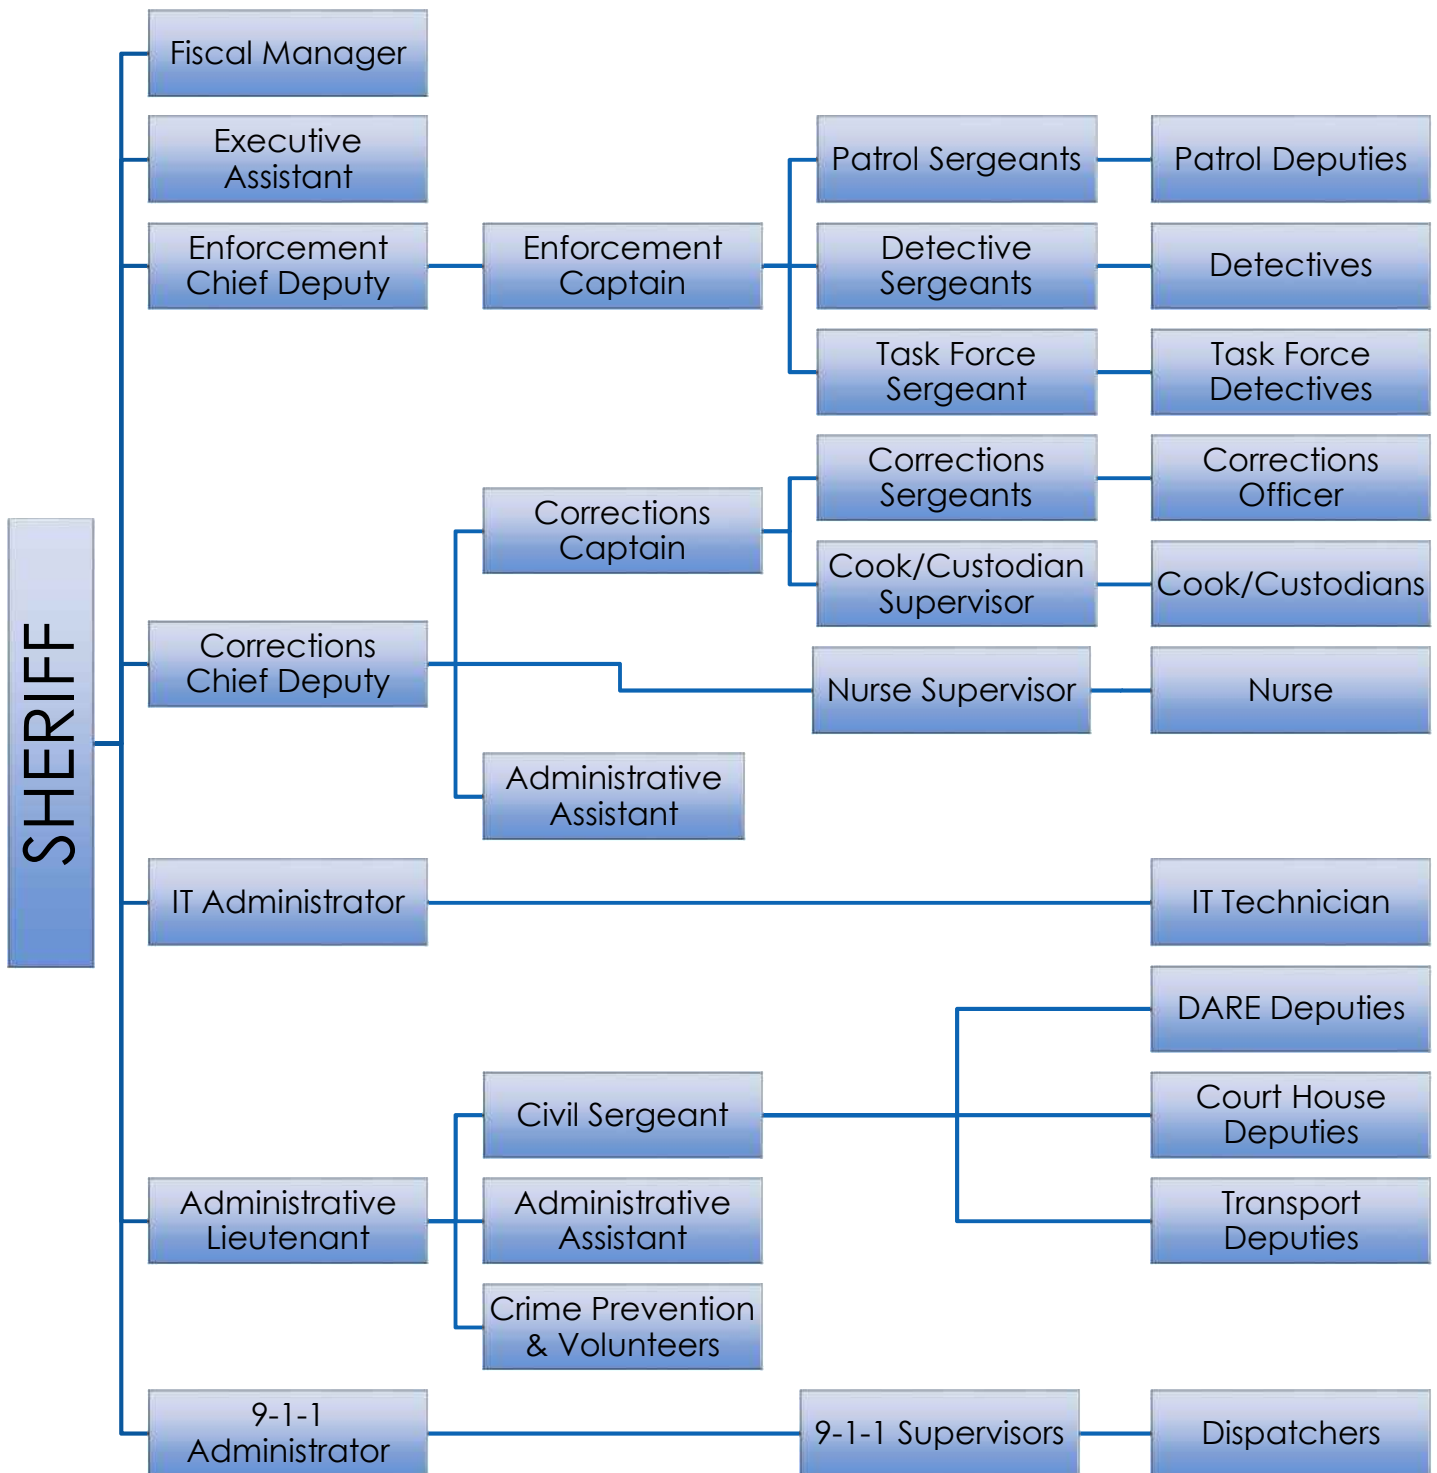 Fiscal Manager
Executive
Assistant
Patrol Sergeants
Patrol Deputies
Enforcement
Chief Deputy
Enforcement
Captain
Detective
Sergeants
Detectives
Task Force
Sergeant
Task Force
Detectives
Corrections
Sergeants
Corrections
Officer
Corrections
Captain
Cook/Custodian
Supervisor
Cook/Custodians
SHERIFF
Corrections
Chief Deputy
Nurse Supervisor
Nurse
Administrative
Assistant
IT Administrator
IT Technician
DARE Deputies
Civil Sergeant
Court House
Deputies
Administrative
Lieutenant
Administrative
Assistant
Transport
Deputies
Crime Prevention
& Volunteers
9-1-1
Administrator
9-1-1 Supervisors
Dispatchers